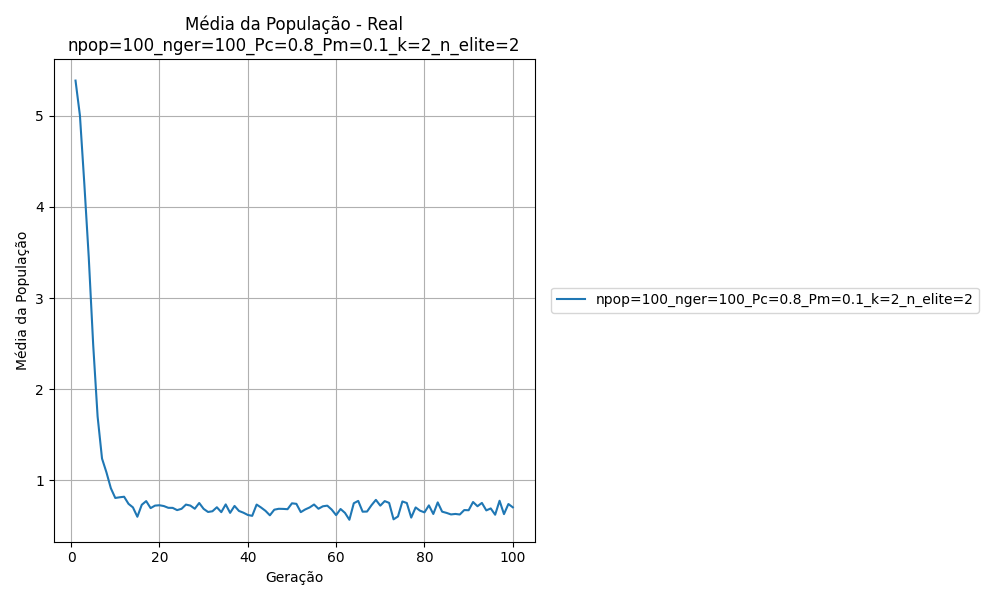 Média da População - Real
npop=100_nger=100_Pc=0.8_Pm=0.1_k=2_n_elite=2
Média da População
5
4
3
2
1
0
20
40
60
80
100
Geração
npop=100_nger=100_Pc=0.8_Pm=0.1_k=2_n_elite=2